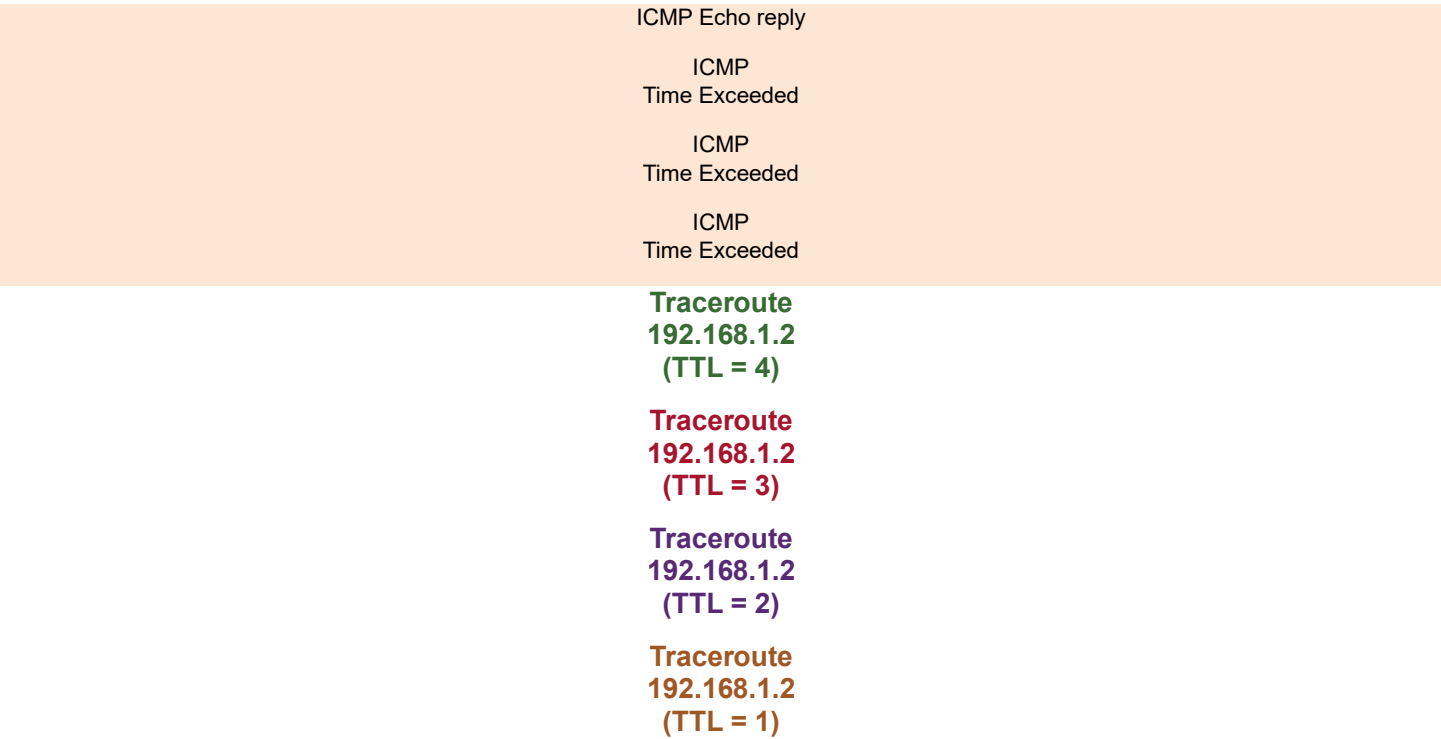 ICMP Echo reply
ICMP
Time Exceeded
ICMP
Time Exceeded
ICMP
Time Exceeded
Traceroute
192.168.1.2
(TTL = 4)
Traceroute
192.168.1.2
(TTL = 3)
Traceroute
192.168.1.2
(TTL = 2)
Traceroute
192.168.1.2
(TTL = 1)